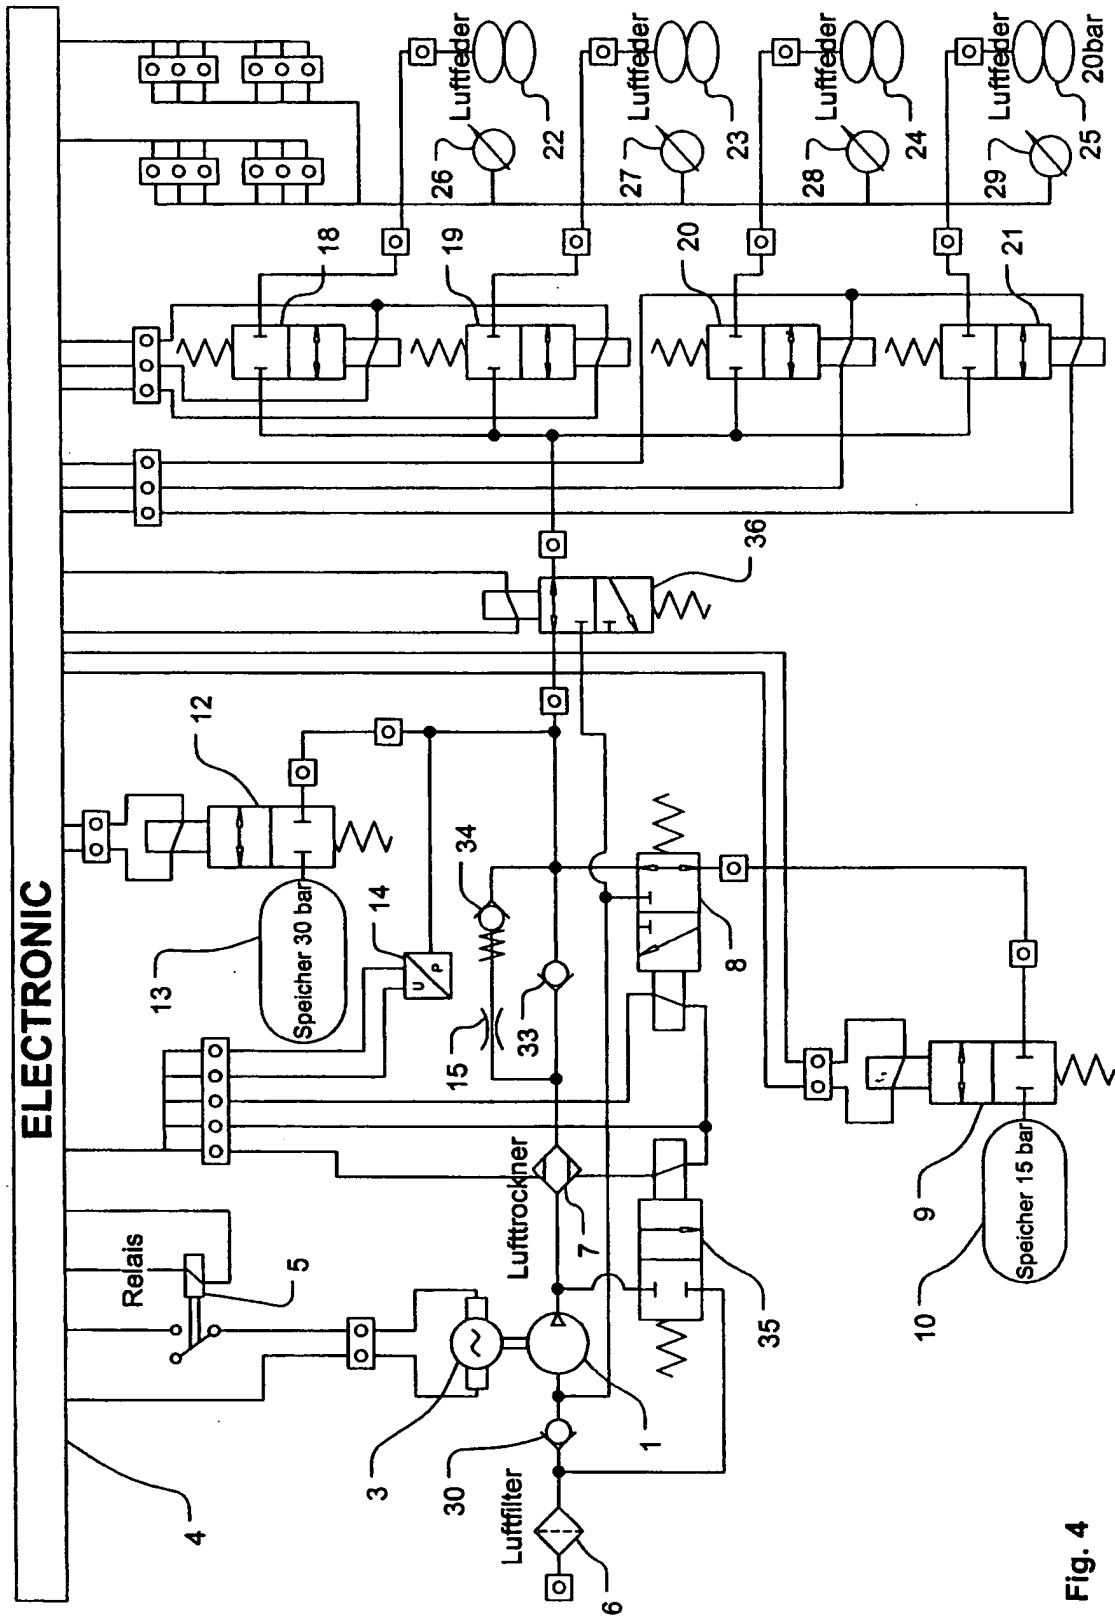 ELECTRONIC
4
Relais
5
3
30
1
Luftfilter
6
Lufttrockner
7
35
13
Speicher 30 bar
12
14
U
P
15
34
33
8
9
10
Speicher 15 bar
36
18
19
20
21
26
Luftfeder
22
27
Luftfeder
23
28
Luftfeder
24
29
25
20bar
Luftfeder
Fig. 4